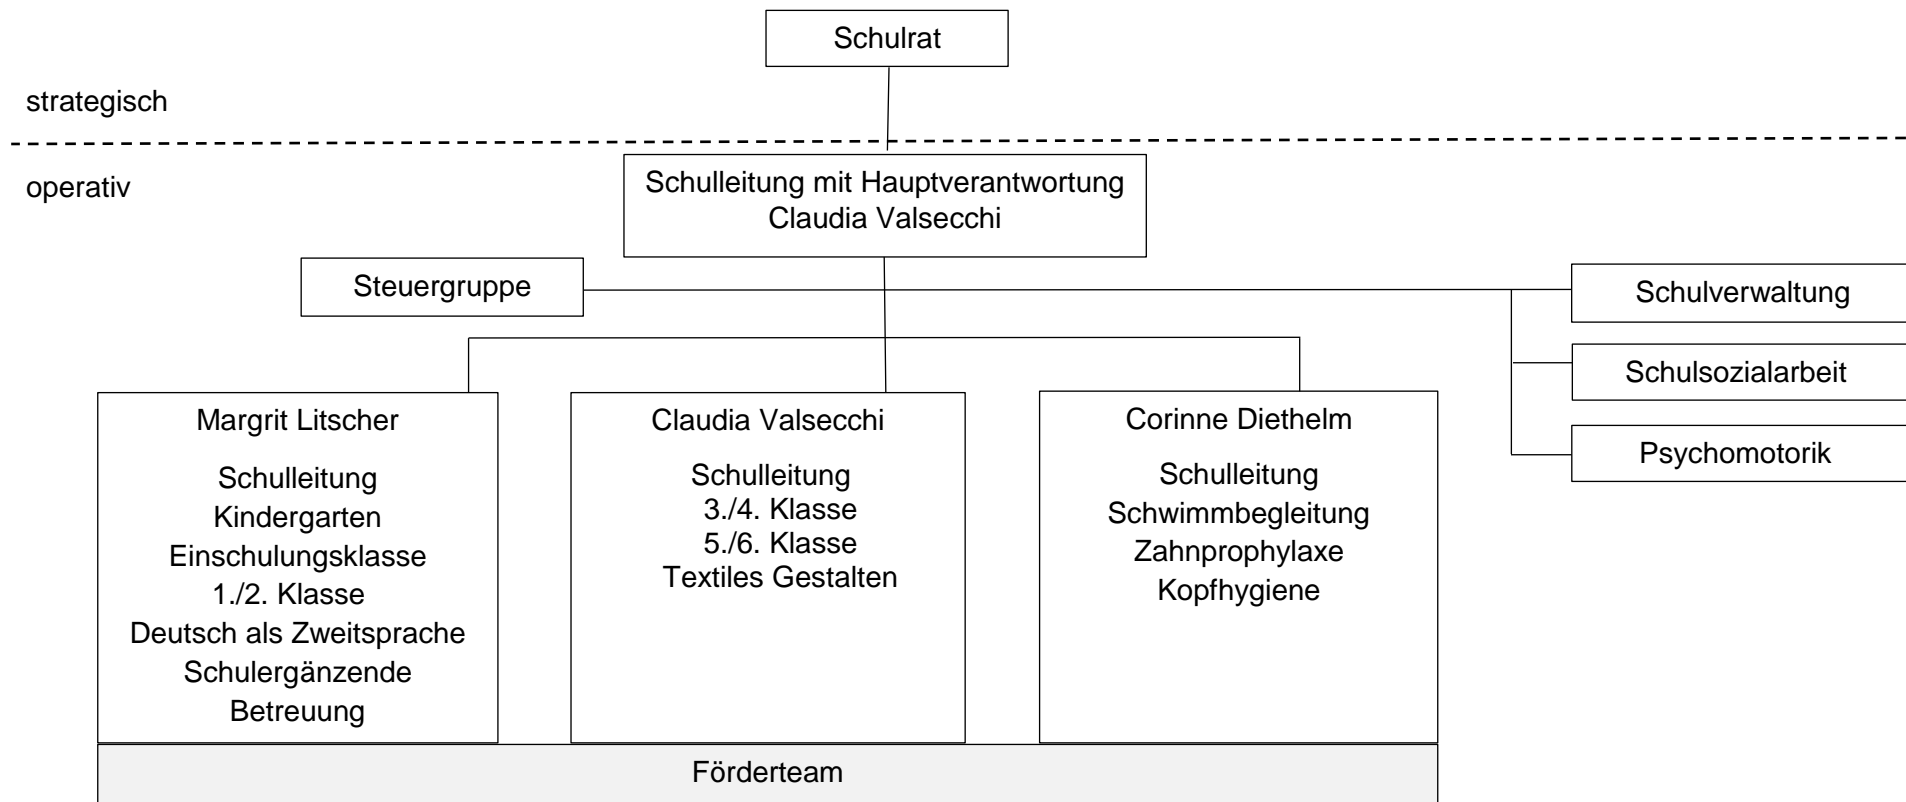 Schulrat
strategisch
operativ
Schulleitung mit Hauptverantwortung
Claudia Valsecchi
Steuergruppe
Schulverwaltung
Schulsozialarbeit
Psychomotorik
Margrit Litscher
Schulleitung
Kindergarten
Einschulungsklasse
1./2. Klasse
Deutsch als Zweitsprache
Schulergänzende
Betreuung
Claudia Valsecchi
Schulleitung
3./4. Klasse
5./6. Klasse
Textiles Gestalten
Corinne Diethelm
Schulleitung
Schwimmbegleitung
Zahnprophylaxe
Kopfhygiene
Förderteam